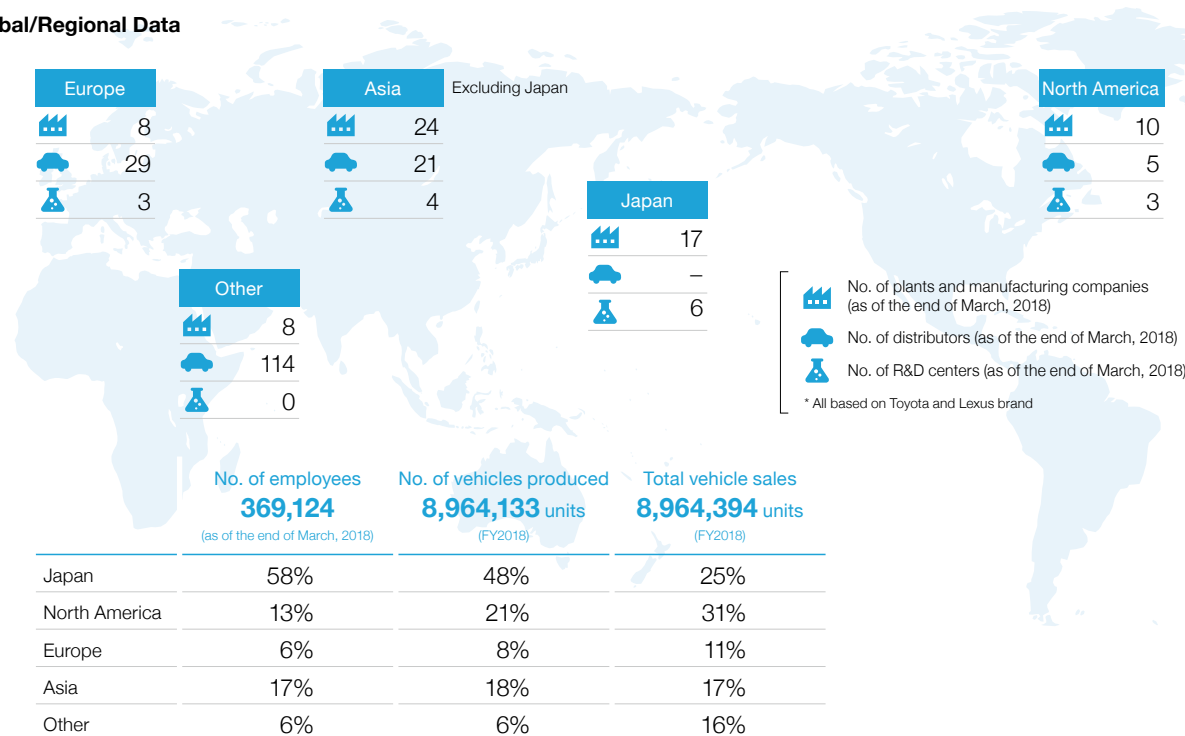 bal/Regional Data
Europe
8
29
3
Asia
Excluding Japan
24
21
4
North America
10
5
3
Japan
17
–
6
Other
8
114
0
No. of plants and manufacturing companies
(as of the end of March, 2018)
No. of distributors (as of the end of March, 2018)
No. of R&D centers (as of the end of March, 2018)
* All based on Toyota and Lexus brand
No. of employees No. of vehicles produced Total vehicle sales
369,124 8,964,133 units 8,964,394 units
(as of the end of March, 2018) (FY2018) (FY2018)
Japan 58% 48% 25%
North America 13% 21% 31%
Europe 6% 8% 11%
Asia 17% 18% 17%
Other 6% 6% 16%